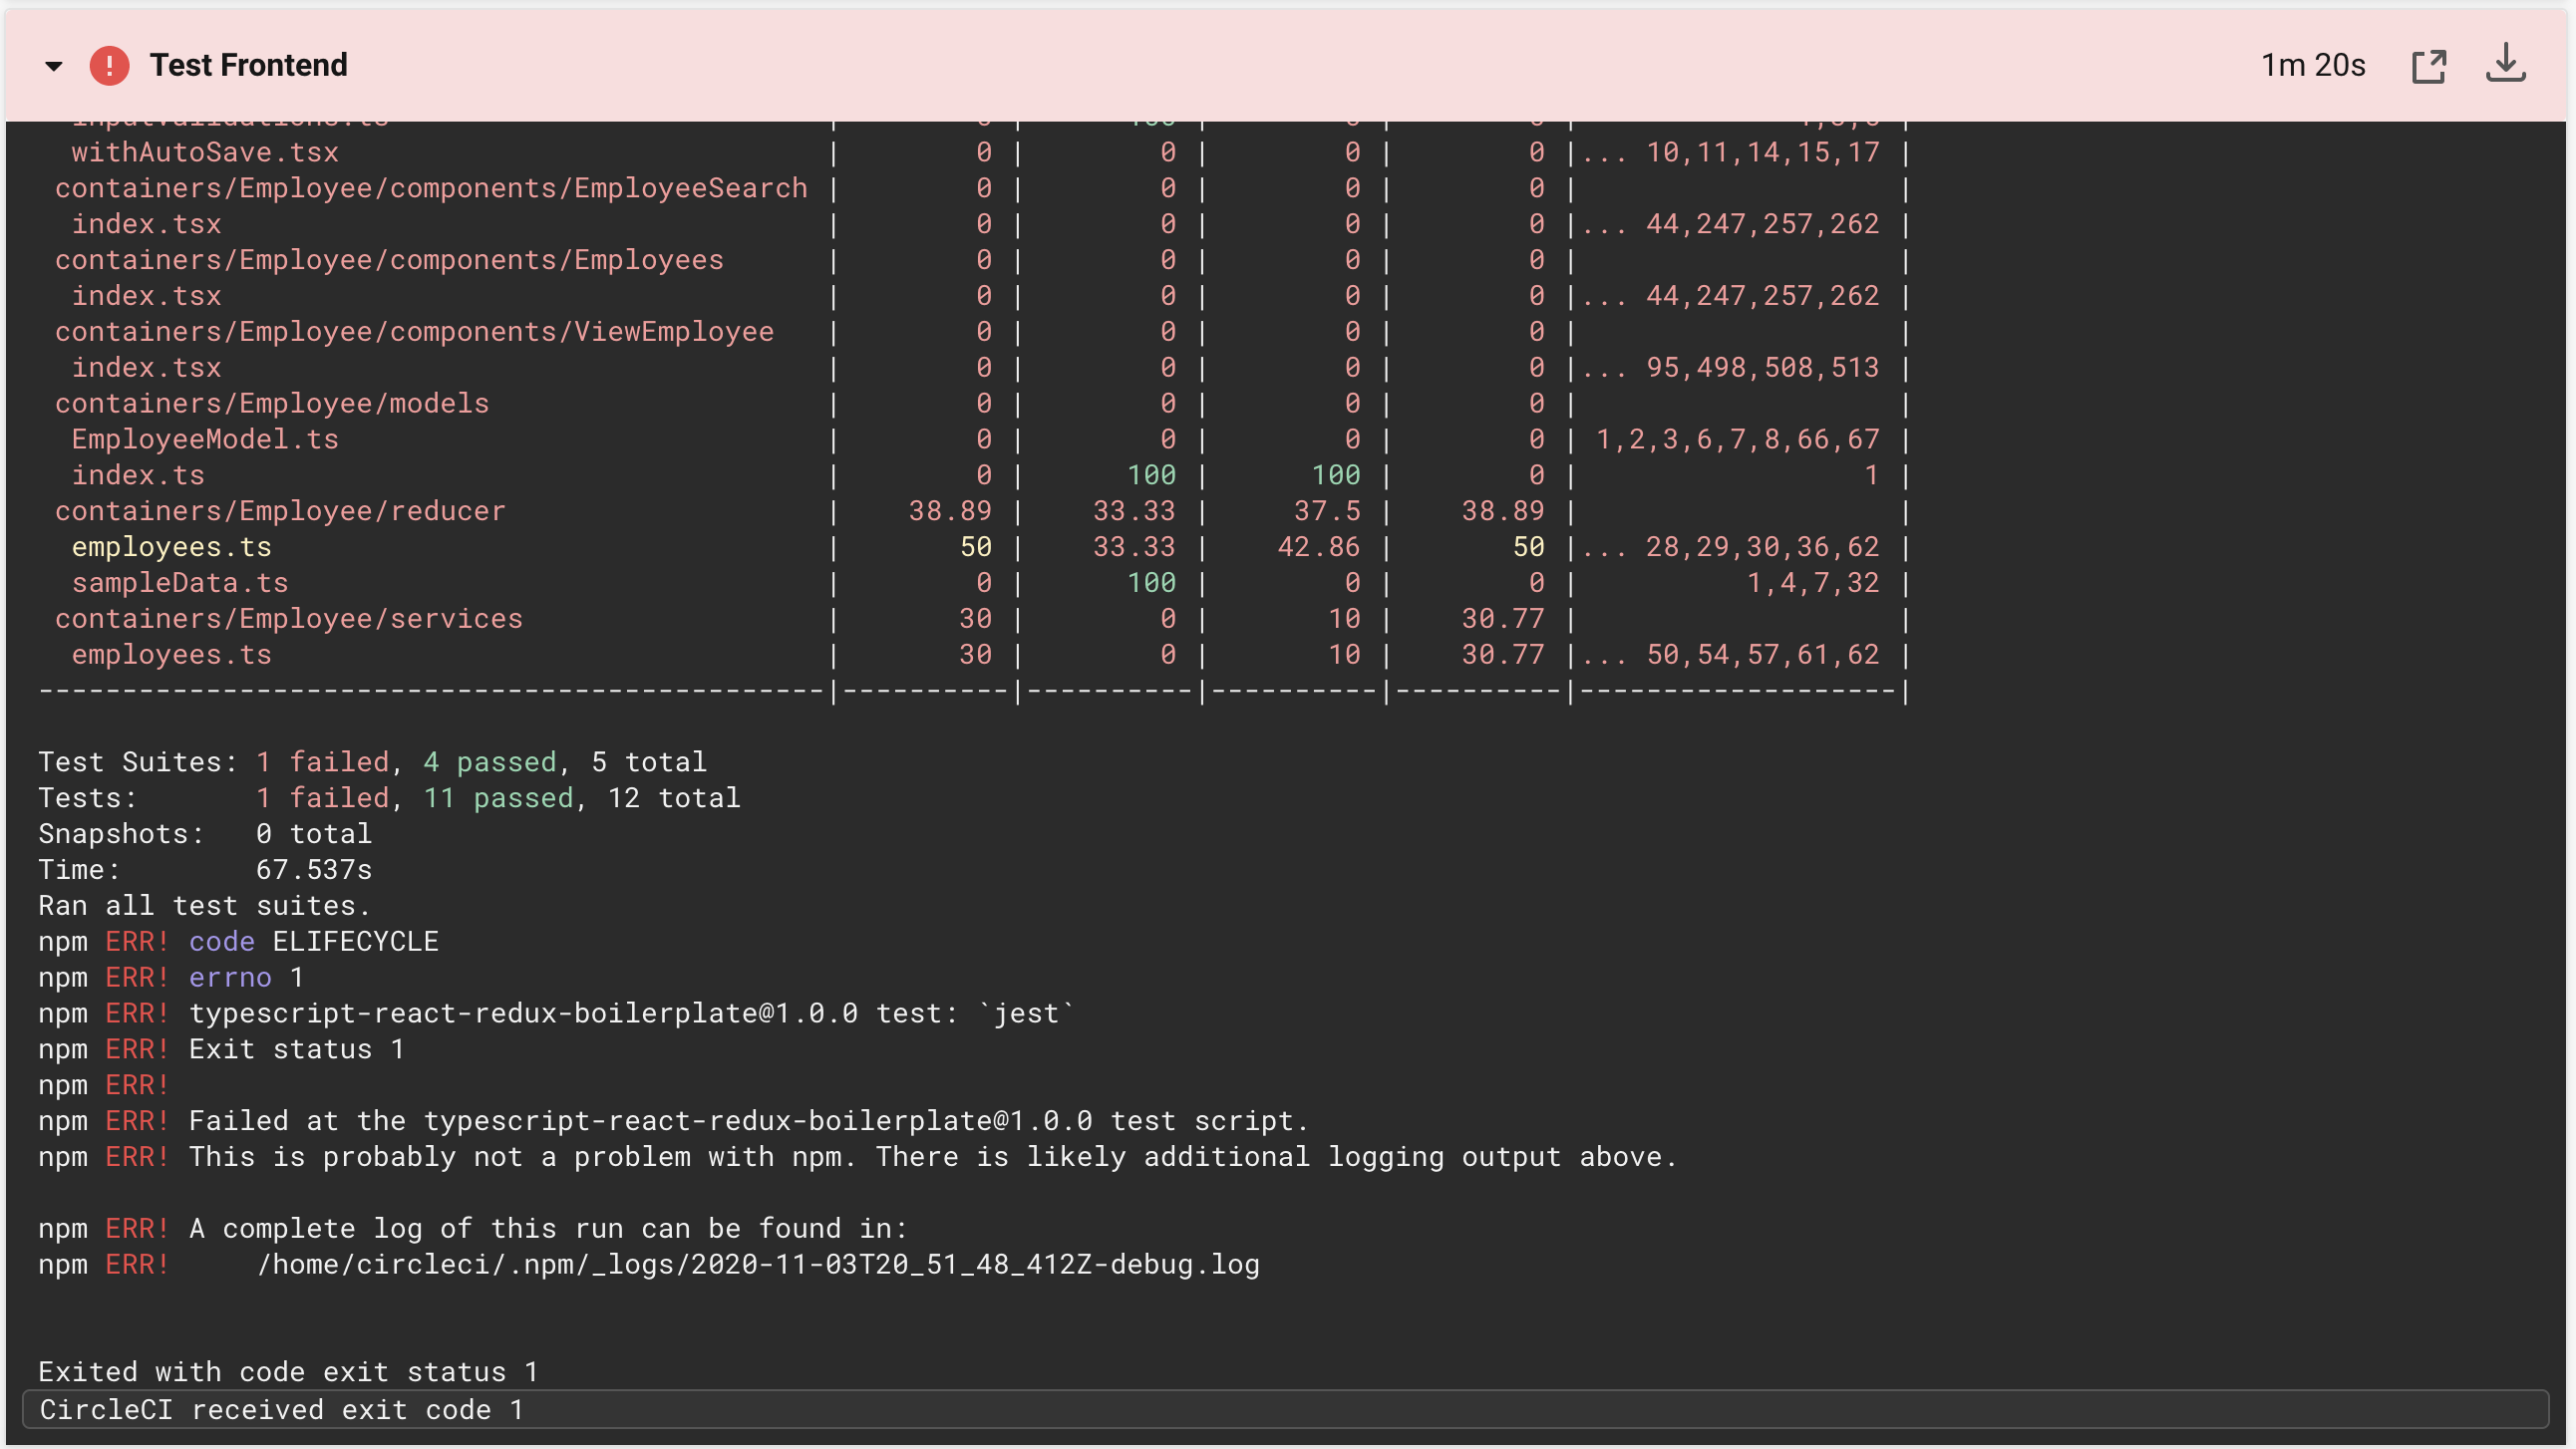 Test Frontend 1m 20s
withAutoSave.tsx | 0 | 0 | 0 | 0 |... 10,11,14,15,17 |
containers/Employee/components/EmployeeSearch | 0 | 0 | 0 | 0 | |
index.tsx | 0 | 0 | 0 | 0 |... 44,247,257,262 |
containers/Employee/components/Employees | 0 | 0 | 0 | 0 | |
index.tsx | 0 | 0 | 0 | 0 |... 44,247,257,262 |
containers/Employee/components/ViewEmployee | 0 | 0 | 0 | 0 | |
index.tsx | 0 | 0 | 0 | 0 |... 95,498,508,513 |
containers/Employee/models | 0 | 0 | 0 | 0 | |
EmployeeModel.ts | 0 | 0 | 0 | 0 | 1,2,3,6,7,8,66,67 |
index.ts | 0 | 100 | 100 | 0 | 1 |
containers/Employee/reducer | 38.89 | 33.33 | 37.5 | 38.89 | |
employees.ts | 50 | 33.33 | 42.86 | 50 |... 28,29,30,36,62 |
sampleData.ts | 0 | 100 | 0 | 0 | 1,4,7,32 |
containers/Employee/services | 30 | 0 | 10 | 30.77 | |
employees.ts | 30 | 0 | 10 | 30.77 |... 50,54,57,61,62 |
-----------------------------------------------|----------|----------|----------|----------|-------------------|
Test Suites: 1 failed, 4 passed, 5 total
Tests: 1 failed, 11 passed, 12 total
Snapshots: 0 total
Time: 67.537s
Ran all test suites.
npm ERR! code ELIFECYCLE
npm ERR! errno 1
npm ERR! typescript-react-redux-boilerplate@1.0.0 test: `jest`
npm ERR! Exit status 1
npm ERR!
npm ERR! Failed at the typescript-react-redux-boilerplate@1.0.0 test script.
npm ERR! This is probably not a problem with npm. There is likely additional logging output above.
npm ERR! A complete log of this run can be found in:
npm ERR! /home/circleci/.npm/_logs/2020-11-03T20_51_48_412Z-debug.log
Exited with code exit status 1
CircleCI received exit code 1